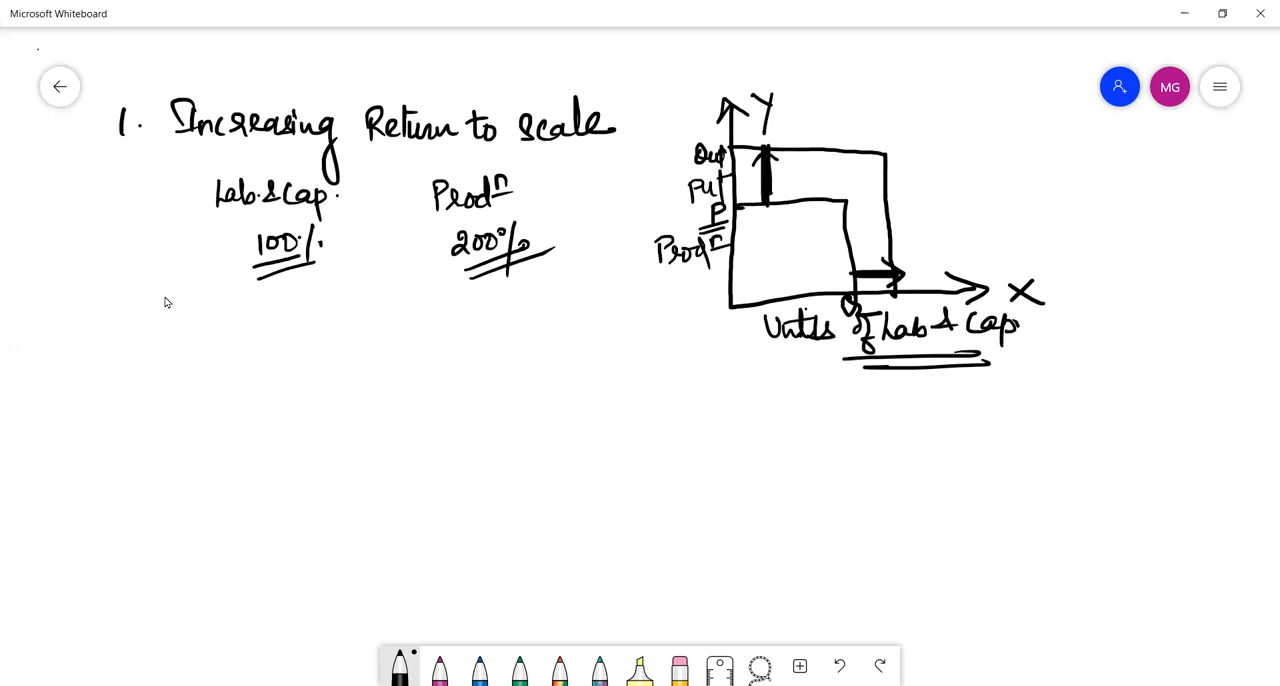 Microsoft Whiteboard
MG
1. Increasing Return to Scale
Lab. & Cap. Prodⁿ
100% 200%
Y
Out
Put
P
Prodⁿ
X
Q
Units of Lab & Cap.